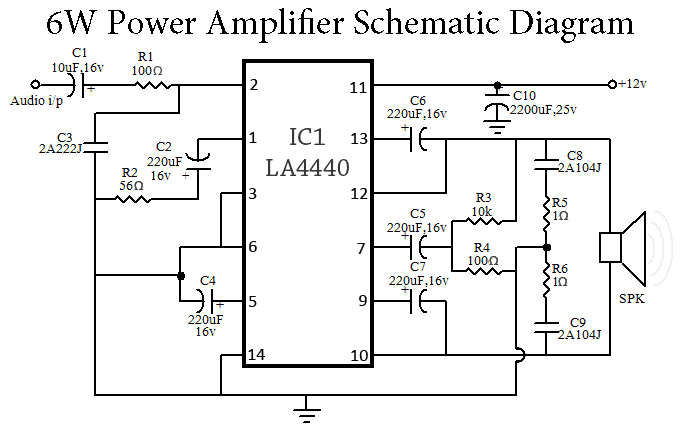 6W Power Amplifier Schematic Diagram
C1
10uF,16v
+
R1
100Ω
Audio i/p
2
11
+12v
C10
2200uF,25v
C6
220uF,16v
+
C3
2A222J
C2
220uF
16v
+
1
IC1
LA4440
13
C8
2A104J
R2
56Ω
3
12
R3
10k
R5
1Ω
C5
220uF,16v
+
6
7
R4
100Ω
C7
220uF,16v
+
R6
1Ω
C4
+
220uF
16v
5
9
SPK
C9
2A104J
14
10